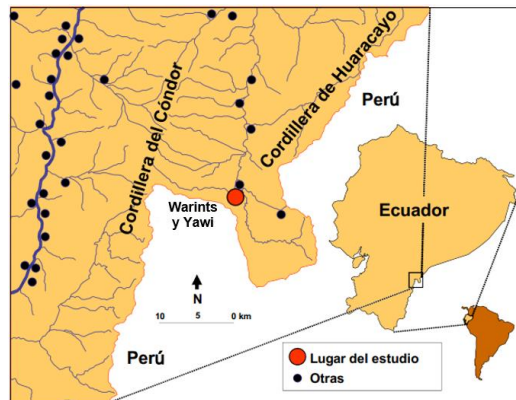 Cordillera del Cóndor
Cordillera de Huaracayo
Perú
Warints
y Yawi
Ecuador
N
10 5 0 km
Perú
Lugar del estudio
Otras